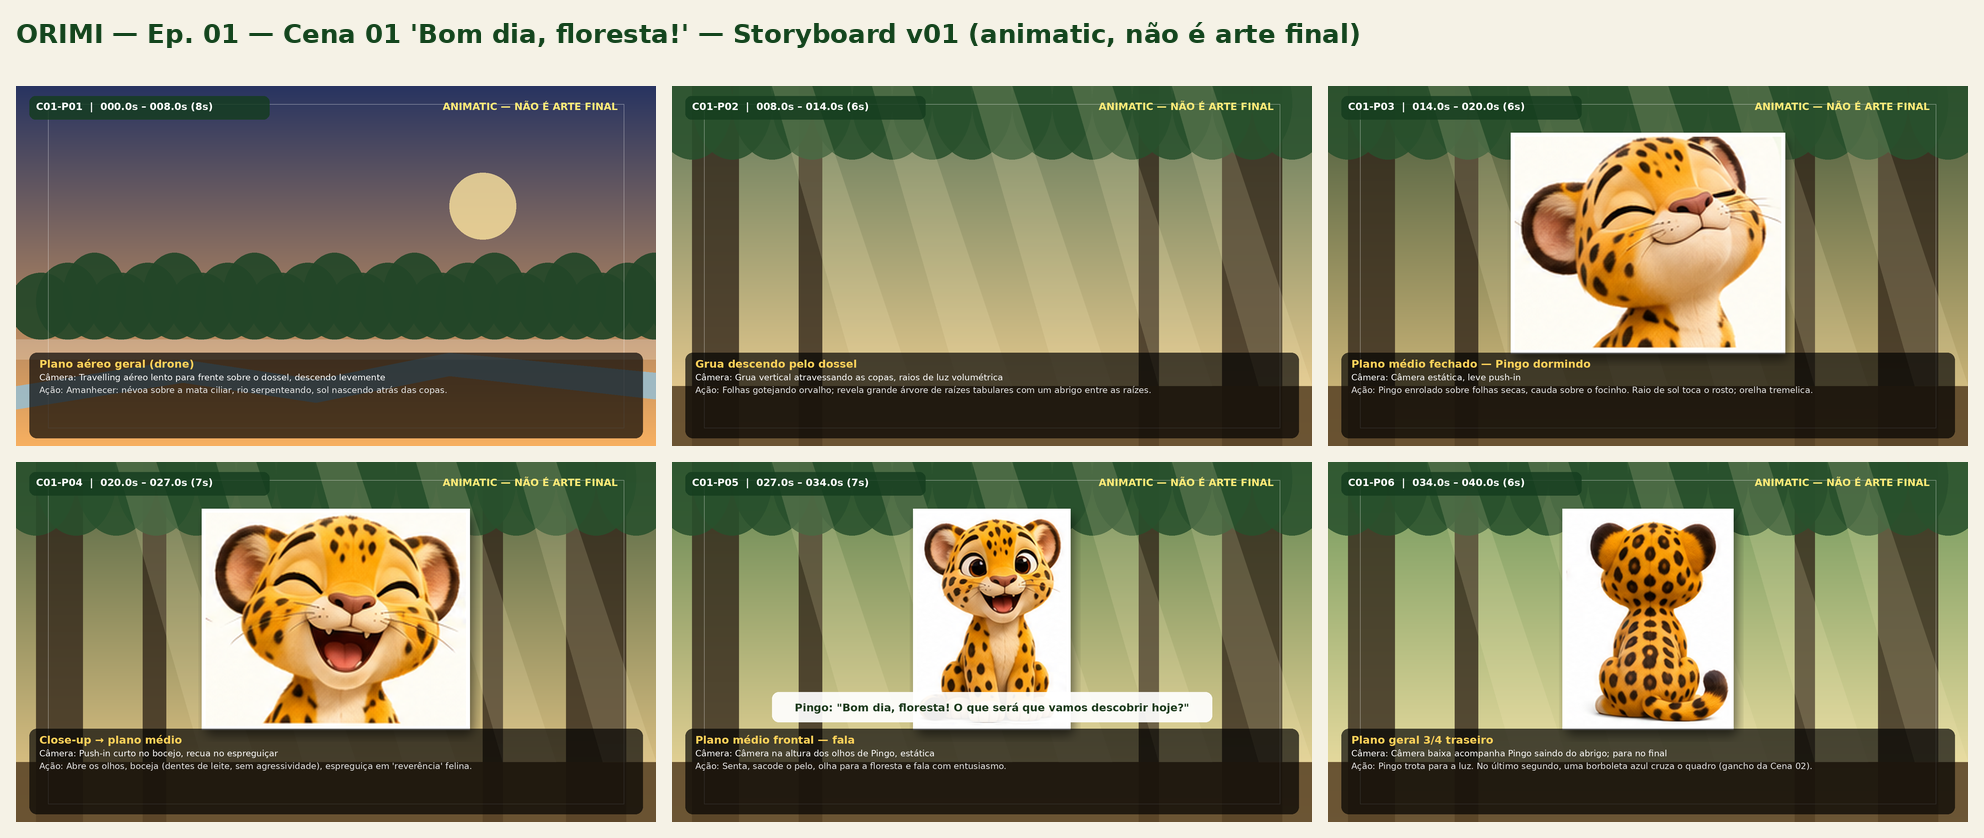 ORIMI — Ep. 01 — Cena 01 'Bom dia, floresta!' — Storyboard v01 (animatic, não é arte final)
C01-P01 | 000.0s – 008.0s (8s)
ANIMATIC — NÃO É ARTE FINAL
Plano aéreo geral (drone)
Câmera: Travelling aéreo lento para frente sobre o dossel, descendo levemente
Ação: Amanhecer: névoa sobre a mata ciliar, rio serpenteando, sol nascendo atrás das copas.
C01-P02 | 008.0s – 014.0s (6s)
ANIMATIC — NÃO É ARTE FINAL
Grua descendo pelo dossel
Câmera: Grua vertical atravessando as copas, raios de luz volumétrica
Ação: Folhas gotejando orvalho; revela grande árvore de raízes tabulares com um abrigo entre as raízes.
C01-P03 | 014.0s – 020.0s (6s)
ANIMATIC — NÃO É ARTE FINAL
Plano médio fechado — Pingo dormindo
Câmera: Câmera estática, leve push-in
Ação: Pingo enrolado sobre folhas secas, cauda sobre o focinho. Raio de sol toca o rosto; orelha tremelica.
C01-P04 | 020.0s – 027.0s (7s)
ANIMATIC — NÃO É ARTE FINAL
Close-up → plano médio
Câmera: Push-in curto no bocejo, recua no espreguiçar
Ação: Abre os olhos, boceja (dentes de leite, sem agressividade), espreguiça em 'reverência' felina.
C01-P05 | 027.0s – 034.0s (7s)
ANIMATIC — NÃO É ARTE FINAL
Pingo: "Bom dia, floresta! O que será que vamos descobrir hoje?"
Plano médio frontal — fala
Câmera: Câmera na altura dos olhos de Pingo, estática
Ação: Senta, sacode o pelo, olha para a floresta e fala com entusiasmo.
C01-P06 | 034.0s – 040.0s (6s)
ANIMATIC — NÃO É ARTE FINAL
Plano geral 3/4 traseiro
Câmera: Câmera baixa acompanha Pingo saindo do abrigo; para no final
Ação: Pingo trota para a luz. No último segundo, uma borboleta azul cruza o quadro (gancho da Cena 02).